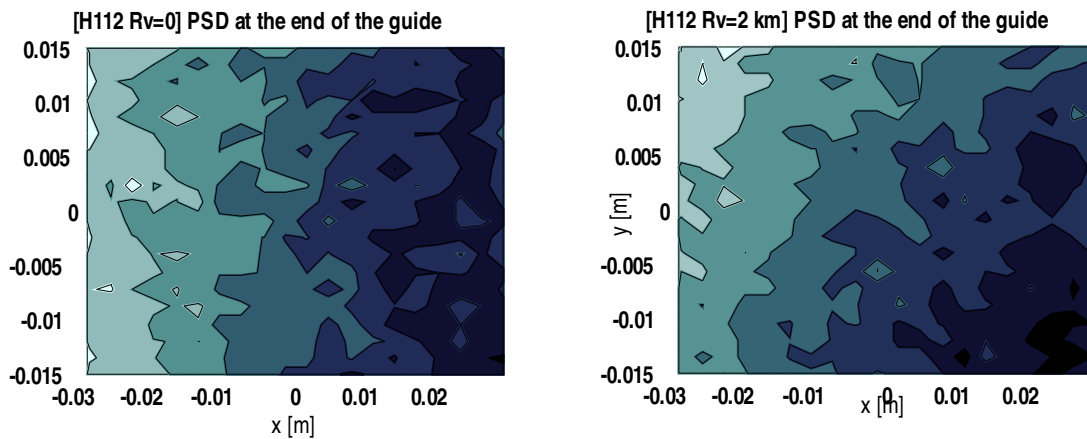 [H112 Rv=0] PSD at the end of the guide
0.015
0.01
0.005
0
-0.005
-0.01
-0.015
-0.03 -0.02 -0.01 0 0.01 0.02
x [m]
[H112 Rv=2 km] PSD at the end of the guide
0.015
0.01
0.005
0
-0.005
-0.01
-0.015
y [m]
-0.03 -0.02 -0.01 0 0.01 0.02
x [m]